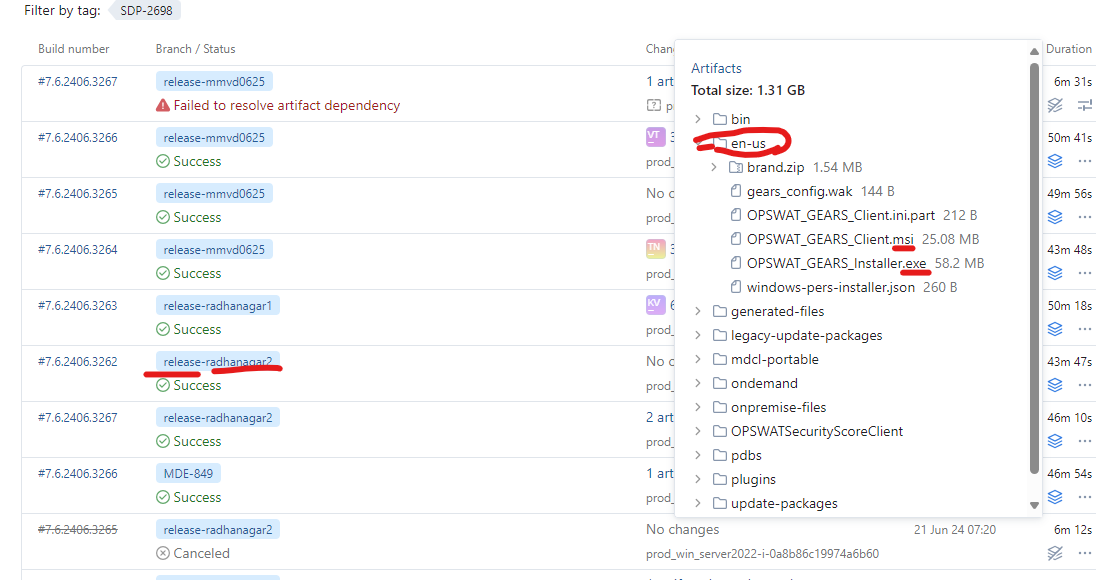 Filter by tag: SDP-2698
Build number Branch / Status Chan Duration
#7.6.2406.3267 release-mmvd0625 1 art 6m 31s
Failed to resolve artifact dependency p
#7.6.2406.3266 release-mmvd0625 VT 3 50m 41s
Success prod_
#7.6.2406.3265 release-mmvd0625 No c 49m 56s
Success prod_
#7.6.2406.3264 release-mmvd0625 TN 3 43m 48s
Success prod_
#7.6.2406.3263 release-radhanagar1 KV 6 50m 18s
Success prod_
#7.6.2406.3262 release-radhanagar2 No c 43m 47s
Success prod_
#7.6.2406.3267 release-radhanagar2 2 art 46m 10s
Success prod_
#7.6.2406.3266 MDE-849 1 art 46m 54s
Success prod_
#7.6.2406.3265 release-radhanagar2 No changes 21 Jun 24 07:20 6m 12s
Canceled prod_win_server2022-i-0a8b86c19974a6b60
Artifacts
Total size: 1.31 GB
bin
en-us
brand.zip 1.54 MB
gears_config.wak 144 B
OPSWAT_GEARS_Client.ini.part 212 B
OPSWAT_GEARS_Client.msi 25.08 MB
OPSWAT_GEARS_Installer.exe 58.2 MB
windows-pers-installer.json 260 B
generated-files
legacy-update-packages
mdcl-portable
ondemand
onpremise-files
OPSWATSecurityScoreClient
pdbs
plugins
update-packages